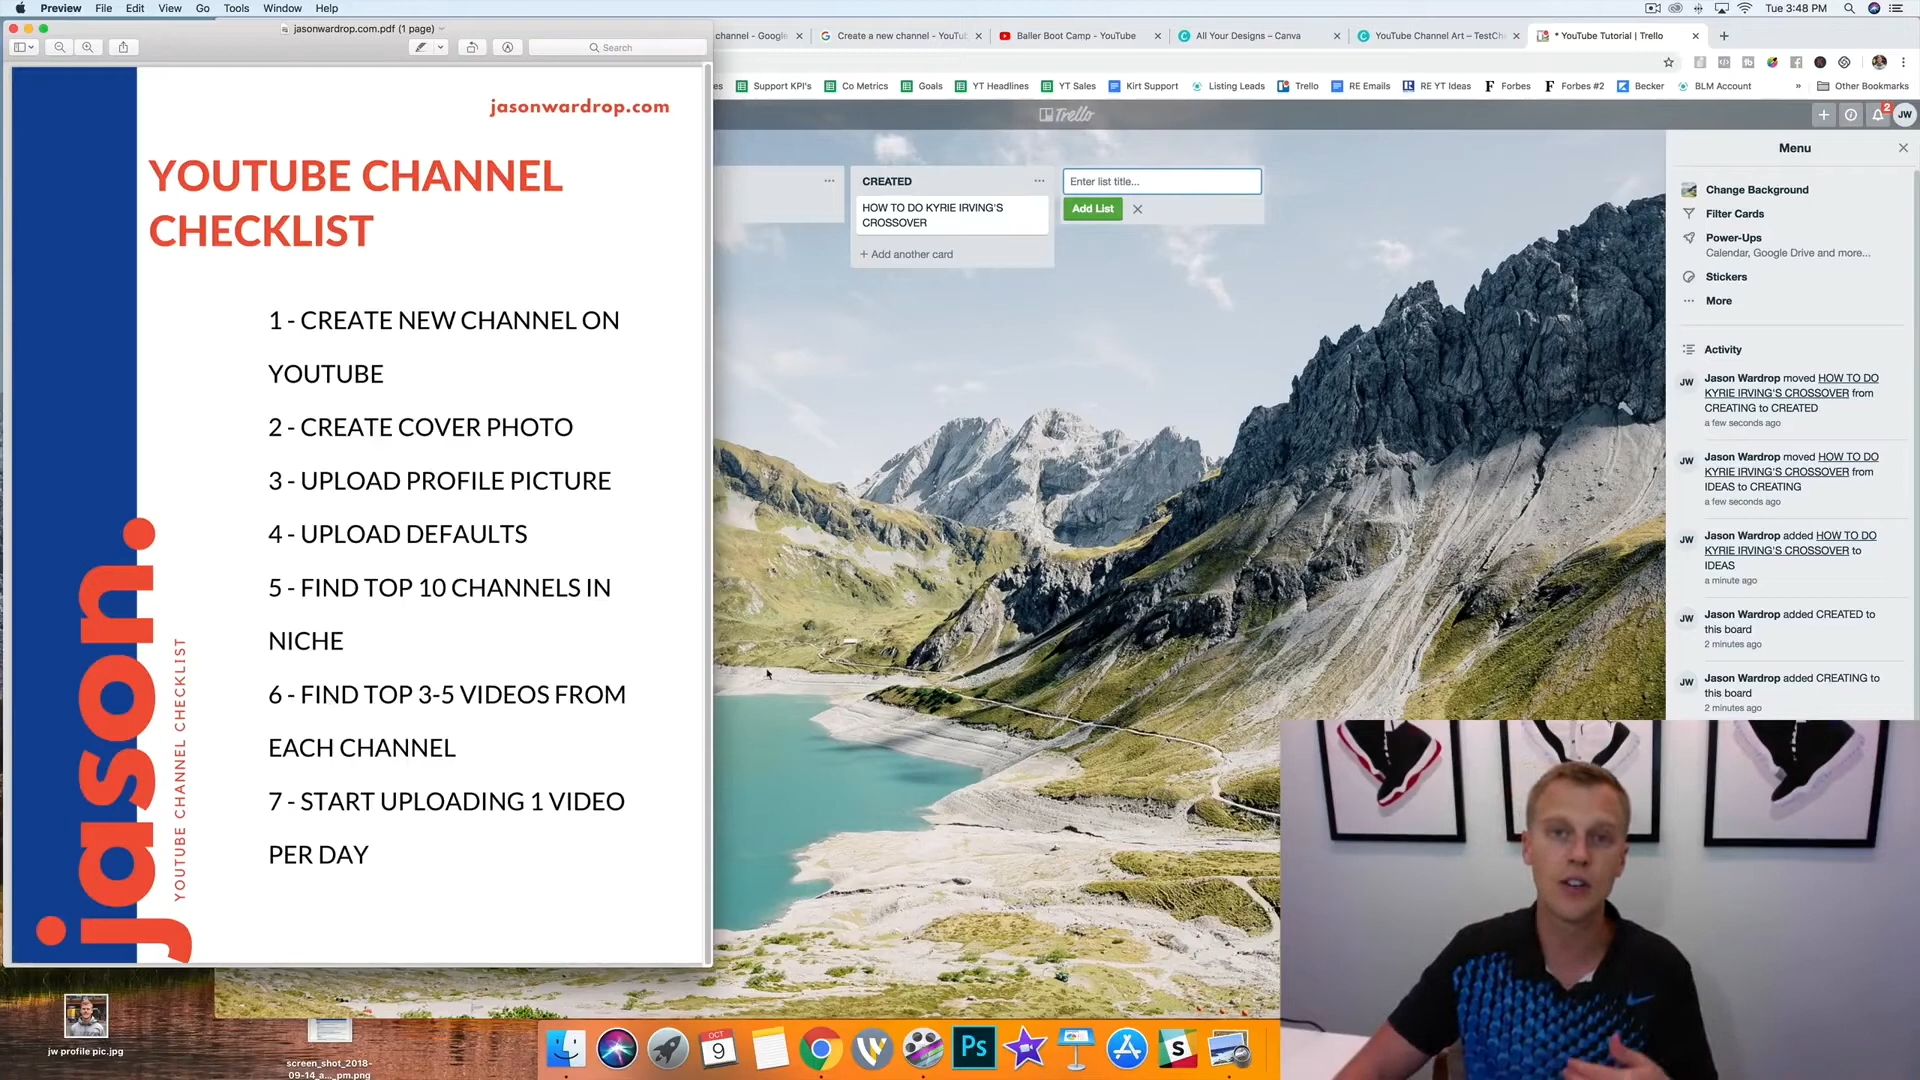 Preview File Edit View Go Tools Window Help
Tue 3:48 PM
jasonwardrop.com.pdf (1 page)
Search
jasonwardrop.com
YOUTUBE CHANNEL
CHECKLIST
1 - CREATE NEW CHANNEL ON
YOUTUBE
2 - CREATE COVER PHOTO
3 - UPLOAD PROFILE PICTURE
4 - UPLOAD DEFAULTS
5 - FIND TOP 10 CHANNELS IN
NICHE
6 - FIND TOP 3-5 VIDEOS FROM
EACH CHANNEL
7 - START UPLOADING 1 VIDEO
PER DAY
jason.
YOUTUBE CHANNEL CHECKLIST
channel - Google
Create a new channel - YouTu
Baller Boot Camp - YouTube
All Your Designs – Canva
YouTube Channel Art – TestCh
* YouTube Tutorial | Trello
es Support KPI's Co Metrics Goals YT Headlines YT Sales Kirt Support Listing Leads Trello RE Emails RE YT Ideas Forbes Forbes #2 Becker BLM Account » Other Bookmarks
Trello
2
JW
CREATED
HOW TO DO KYRIE IRVING'S
CROSSOVER
+ Add another card
Enter list title...
Add List
Menu
Change Background
Filter Cards
Power-Ups
Calendar, Google Drive and more...
Stickers
More
Activity
JW
Jason Wardrop moved HOW TO DO
KYRIE IRVING'S CROSSOVER from
CREATING to CREATED
a few seconds ago
JW
Jason Wardrop moved HOW TO DO
KYRIE IRVING'S CROSSOVER from
IDEAS to CREATING
a few seconds ago
JW
Jason Wardrop added HOW TO DO
KYRIE IRVING'S CROSSOVER to
IDEAS
a minute ago
JW
Jason Wardrop added CREATED to
this board
2 minutes ago
JW
Jason Wardrop added CREATING to
this board
2 minutes ago
jw profile pic.jpg
screen_shot_2018-
09-14_a..._pm.png
OCT
9
Ps
S